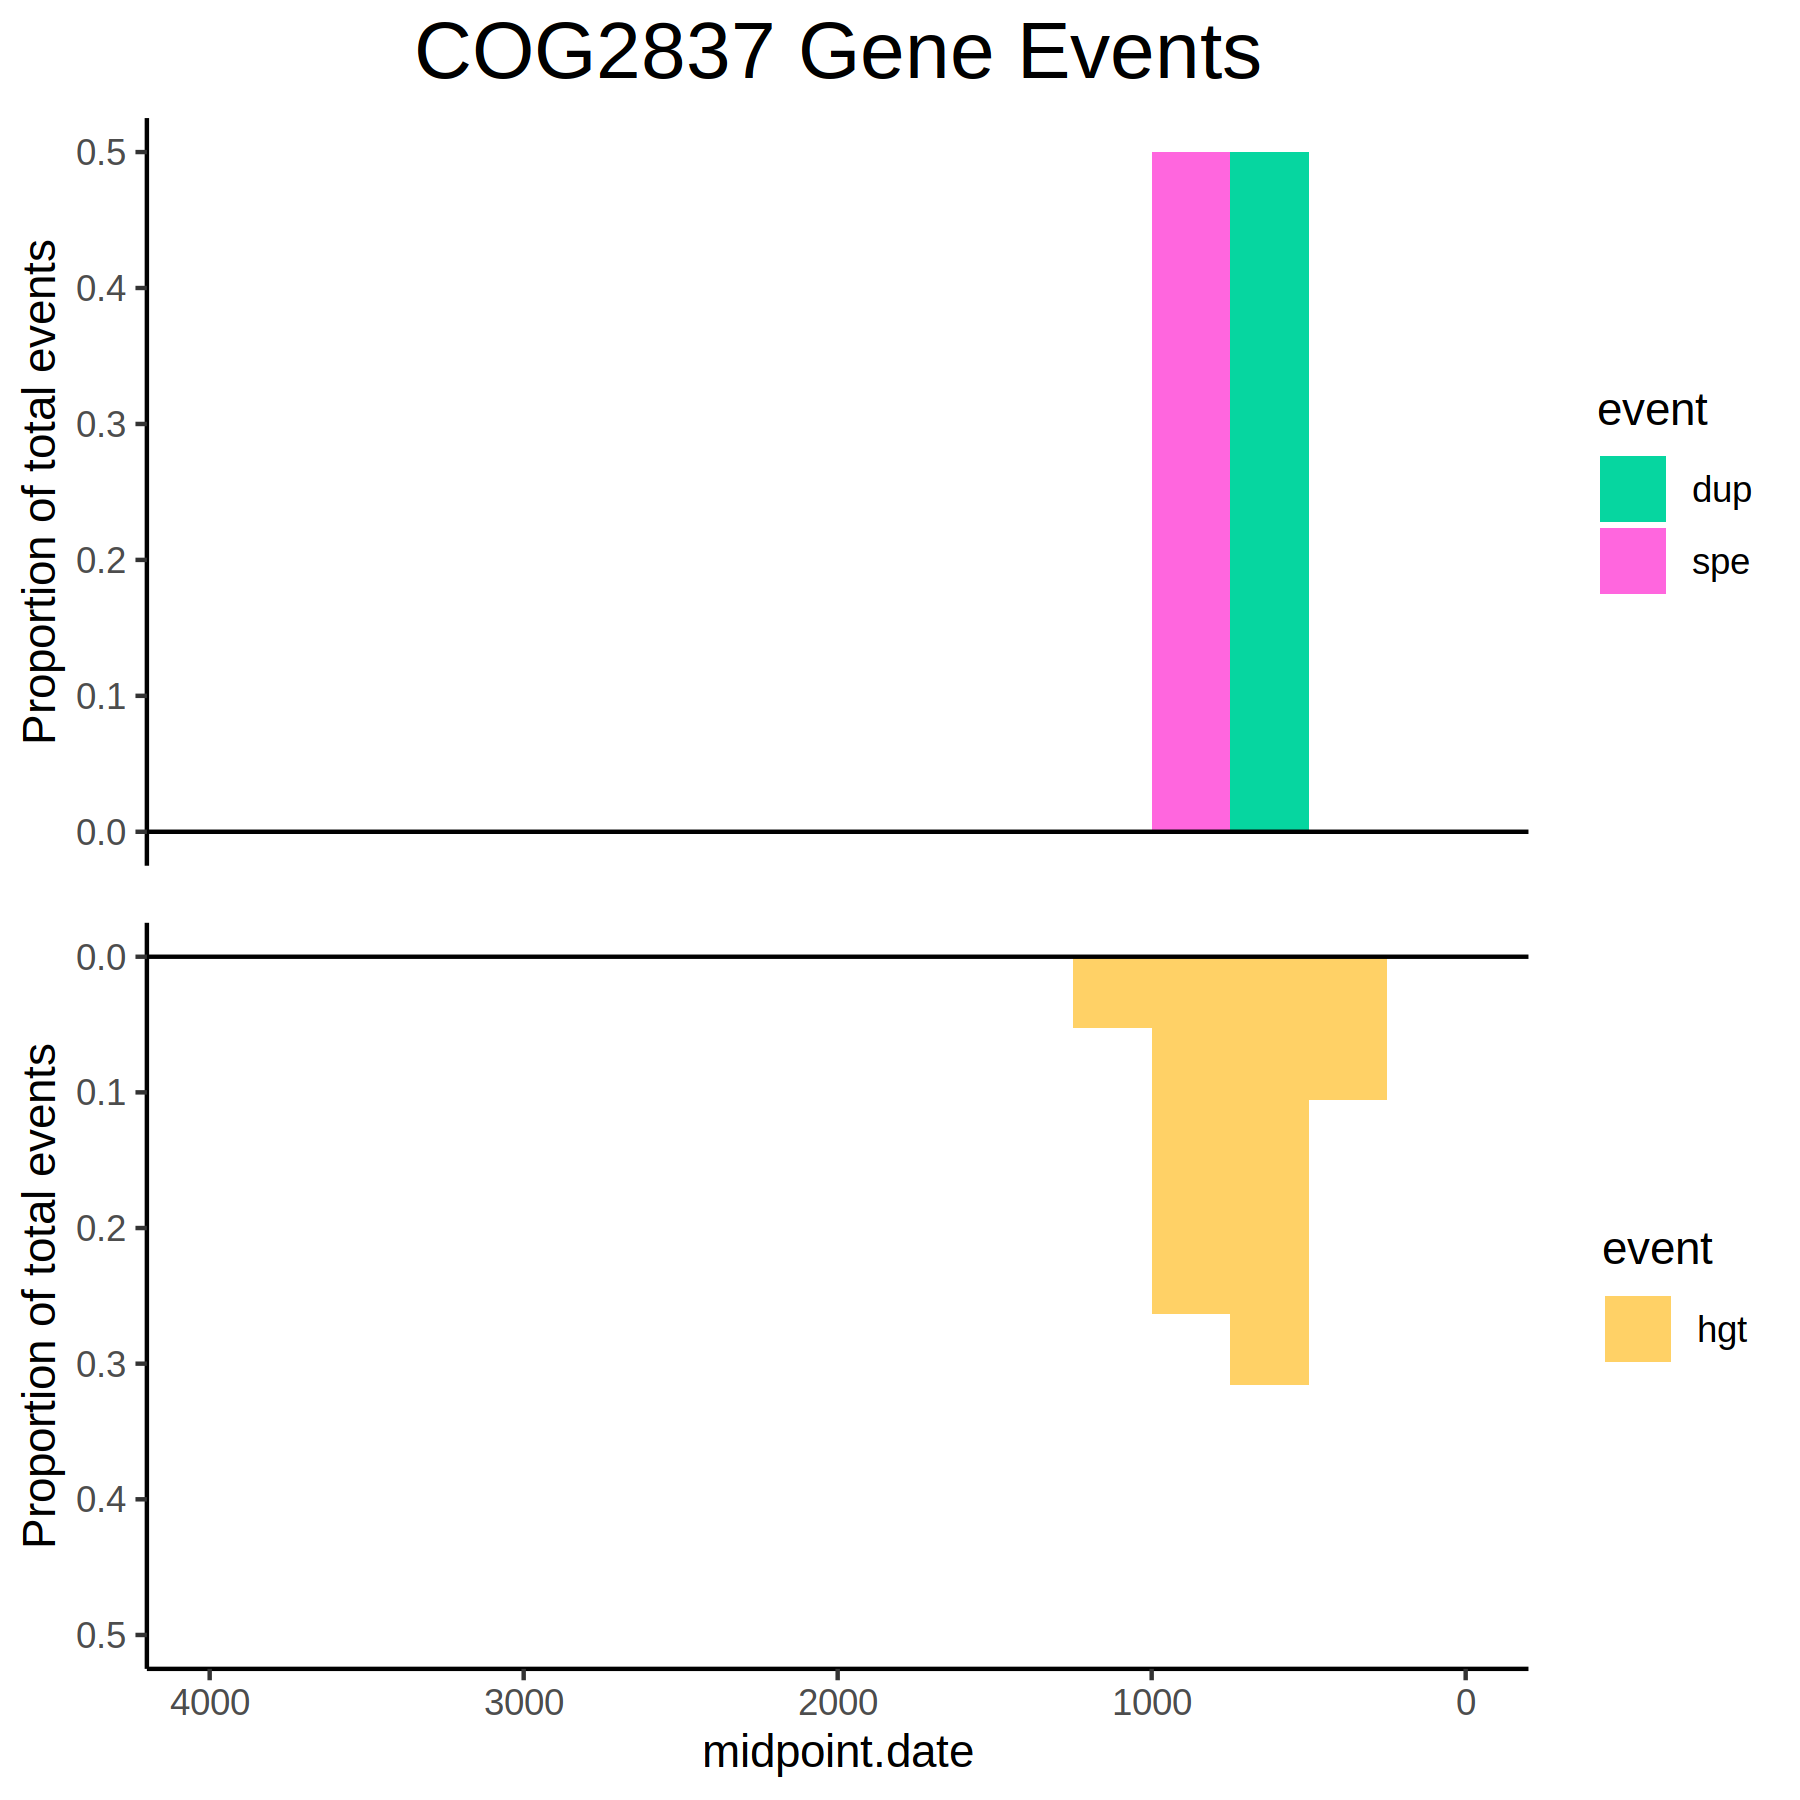 COG2837 Gene Events
Proportion of total events
0.5
0.4
0.3
0.2
0.1
0.0
event
dup
spe
Proportion of total events
0.0
0.1
0.2
0.3
0.4
0.5
event
hgt
4000 3000 2000 1000 0
midpoint.date